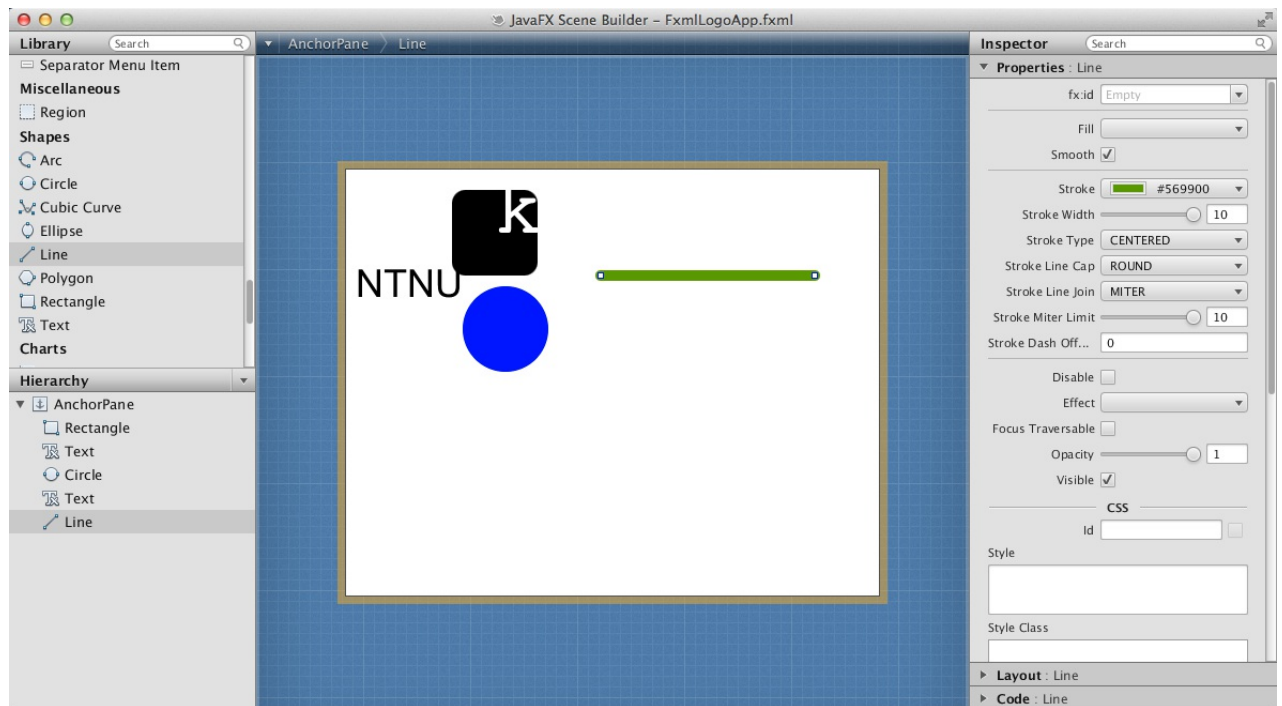 JavaFX Scene Builder – FxmlLogoApp.fxml
Library
Search
Separator Menu Item
Miscellaneous
Region
Shapes
Arc
Circle
Cubic Curve
Ellipse
Line
Polygon
Rectangle
Text
Charts
Hierarchy
AnchorPane
Rectangle
Text
Circle
Text
Line
AnchorPane Line
k
NTNU
Inspector
Search
Properties : Line
fx:id Empty
Fill
Smooth
Stroke #569900
Stroke Width 10
Stroke Type CENTERED
Stroke Line Cap ROUND
Stroke Line Join MITER
Stroke Miter Limit 10
Stroke Dash Off... 0
Disable
Effect
Focus Traversable
Opacity 1
Visible
CSS
Id
Style
Style Class
Layout : Line
Code : Line